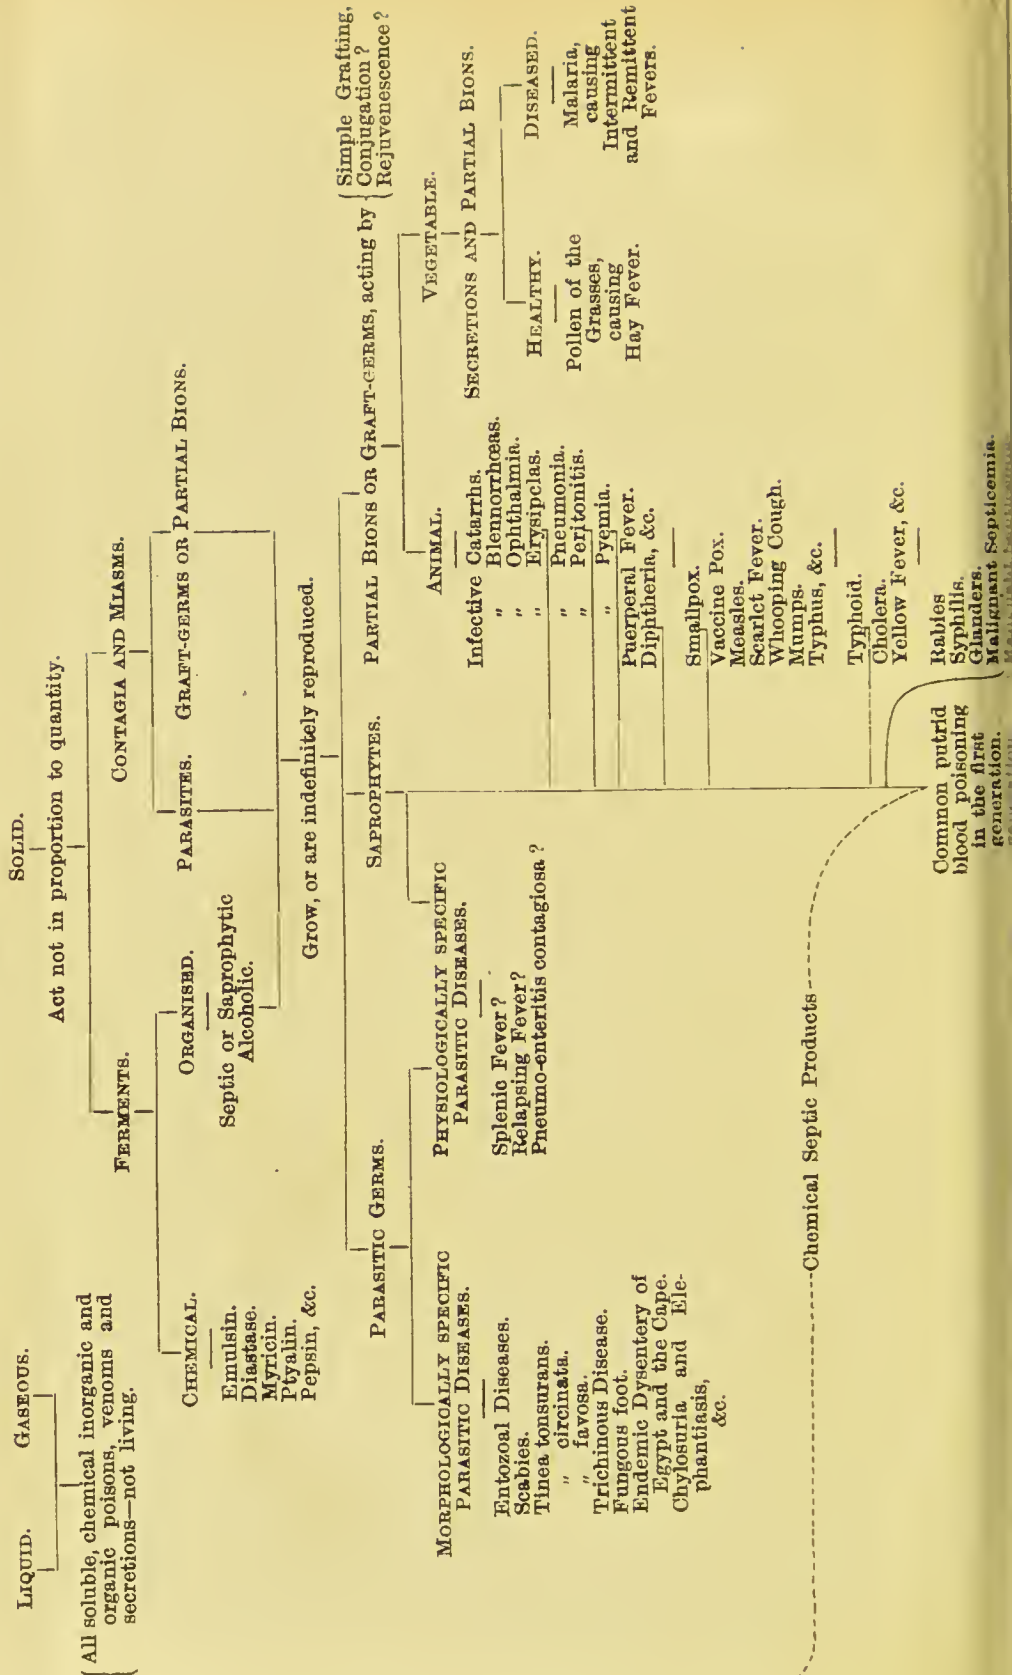 LIQUID. GASEOUS. SOLID.
All soluble, chemical inorganic and
organic poisons, venoms and
secretions—not living.
Act not in proportion to quantity.
FERMENTS. CONTAGIA AND MIASMS.
CHEMICAL. ORGANISED. PARASITES. GRAFT-GERMS OR PARTIAL BIONS.
Emulsin.
Diastase.
Myricin.
Ptyalin.
Pepsin, &c.
Septic or Saprophytic
Alcoholic.
Grow, or are indefinitely reproduced.
PARASITIC GERMS. SAPROPHYTES. PARTIAL BIONS OR GRAFT-GERMS, acting by
Simple Grafting,
Conjugation?
Rejuvenescence?
MORPHOLOGICALLY SPECIFIC
PARASITIC DISEASES.
Entozoal Diseases.
Scabies.
Tinea tonsurans.
„ circinata.
„ favosa.
Trichinous Disease.
Fungous foot.
Endemic Dysentery of
Egypt and the Cape.
Chylosuria and Ele-
phantiasis,
&c.
PHYSIOLOGICALLY SPECIFIC
PARASITIC DISEASES.
Splenic Fever?
Relapsing Fever?
Pneumo-enteritis contagiosa?
ANIMAL.
Infective Catarrhs.
„ Blennorrhœas.
„ Ophthalmia.
„ Erysipelas.
„ Pneumonia.
„ Peritonitis.
„ Pyemia.
Puerperal Fever.
Diphtheria, &c.
Smallpox.
Vaccine Pox.
Measles.
Scarlet Fever.
Whooping Cough.
Mumps.
Typhus, &c.
Typhoid.
Cholera.
Yellow Fever, &c.
Rabies
Syphilis.
Glanders.
Malignant Septicemia.
VEGETABLE.
SECRETIONS AND PARTIAL BIONS.
HEALTHY.
Pollen of the
Grasses,
causing
Hay Fever.
DISEASED.
Malaria,
causing
Intermittent
and Remittent
Fevers.
Chemical Septic Products
Common putrid
blood poisoning
in the first
generation.